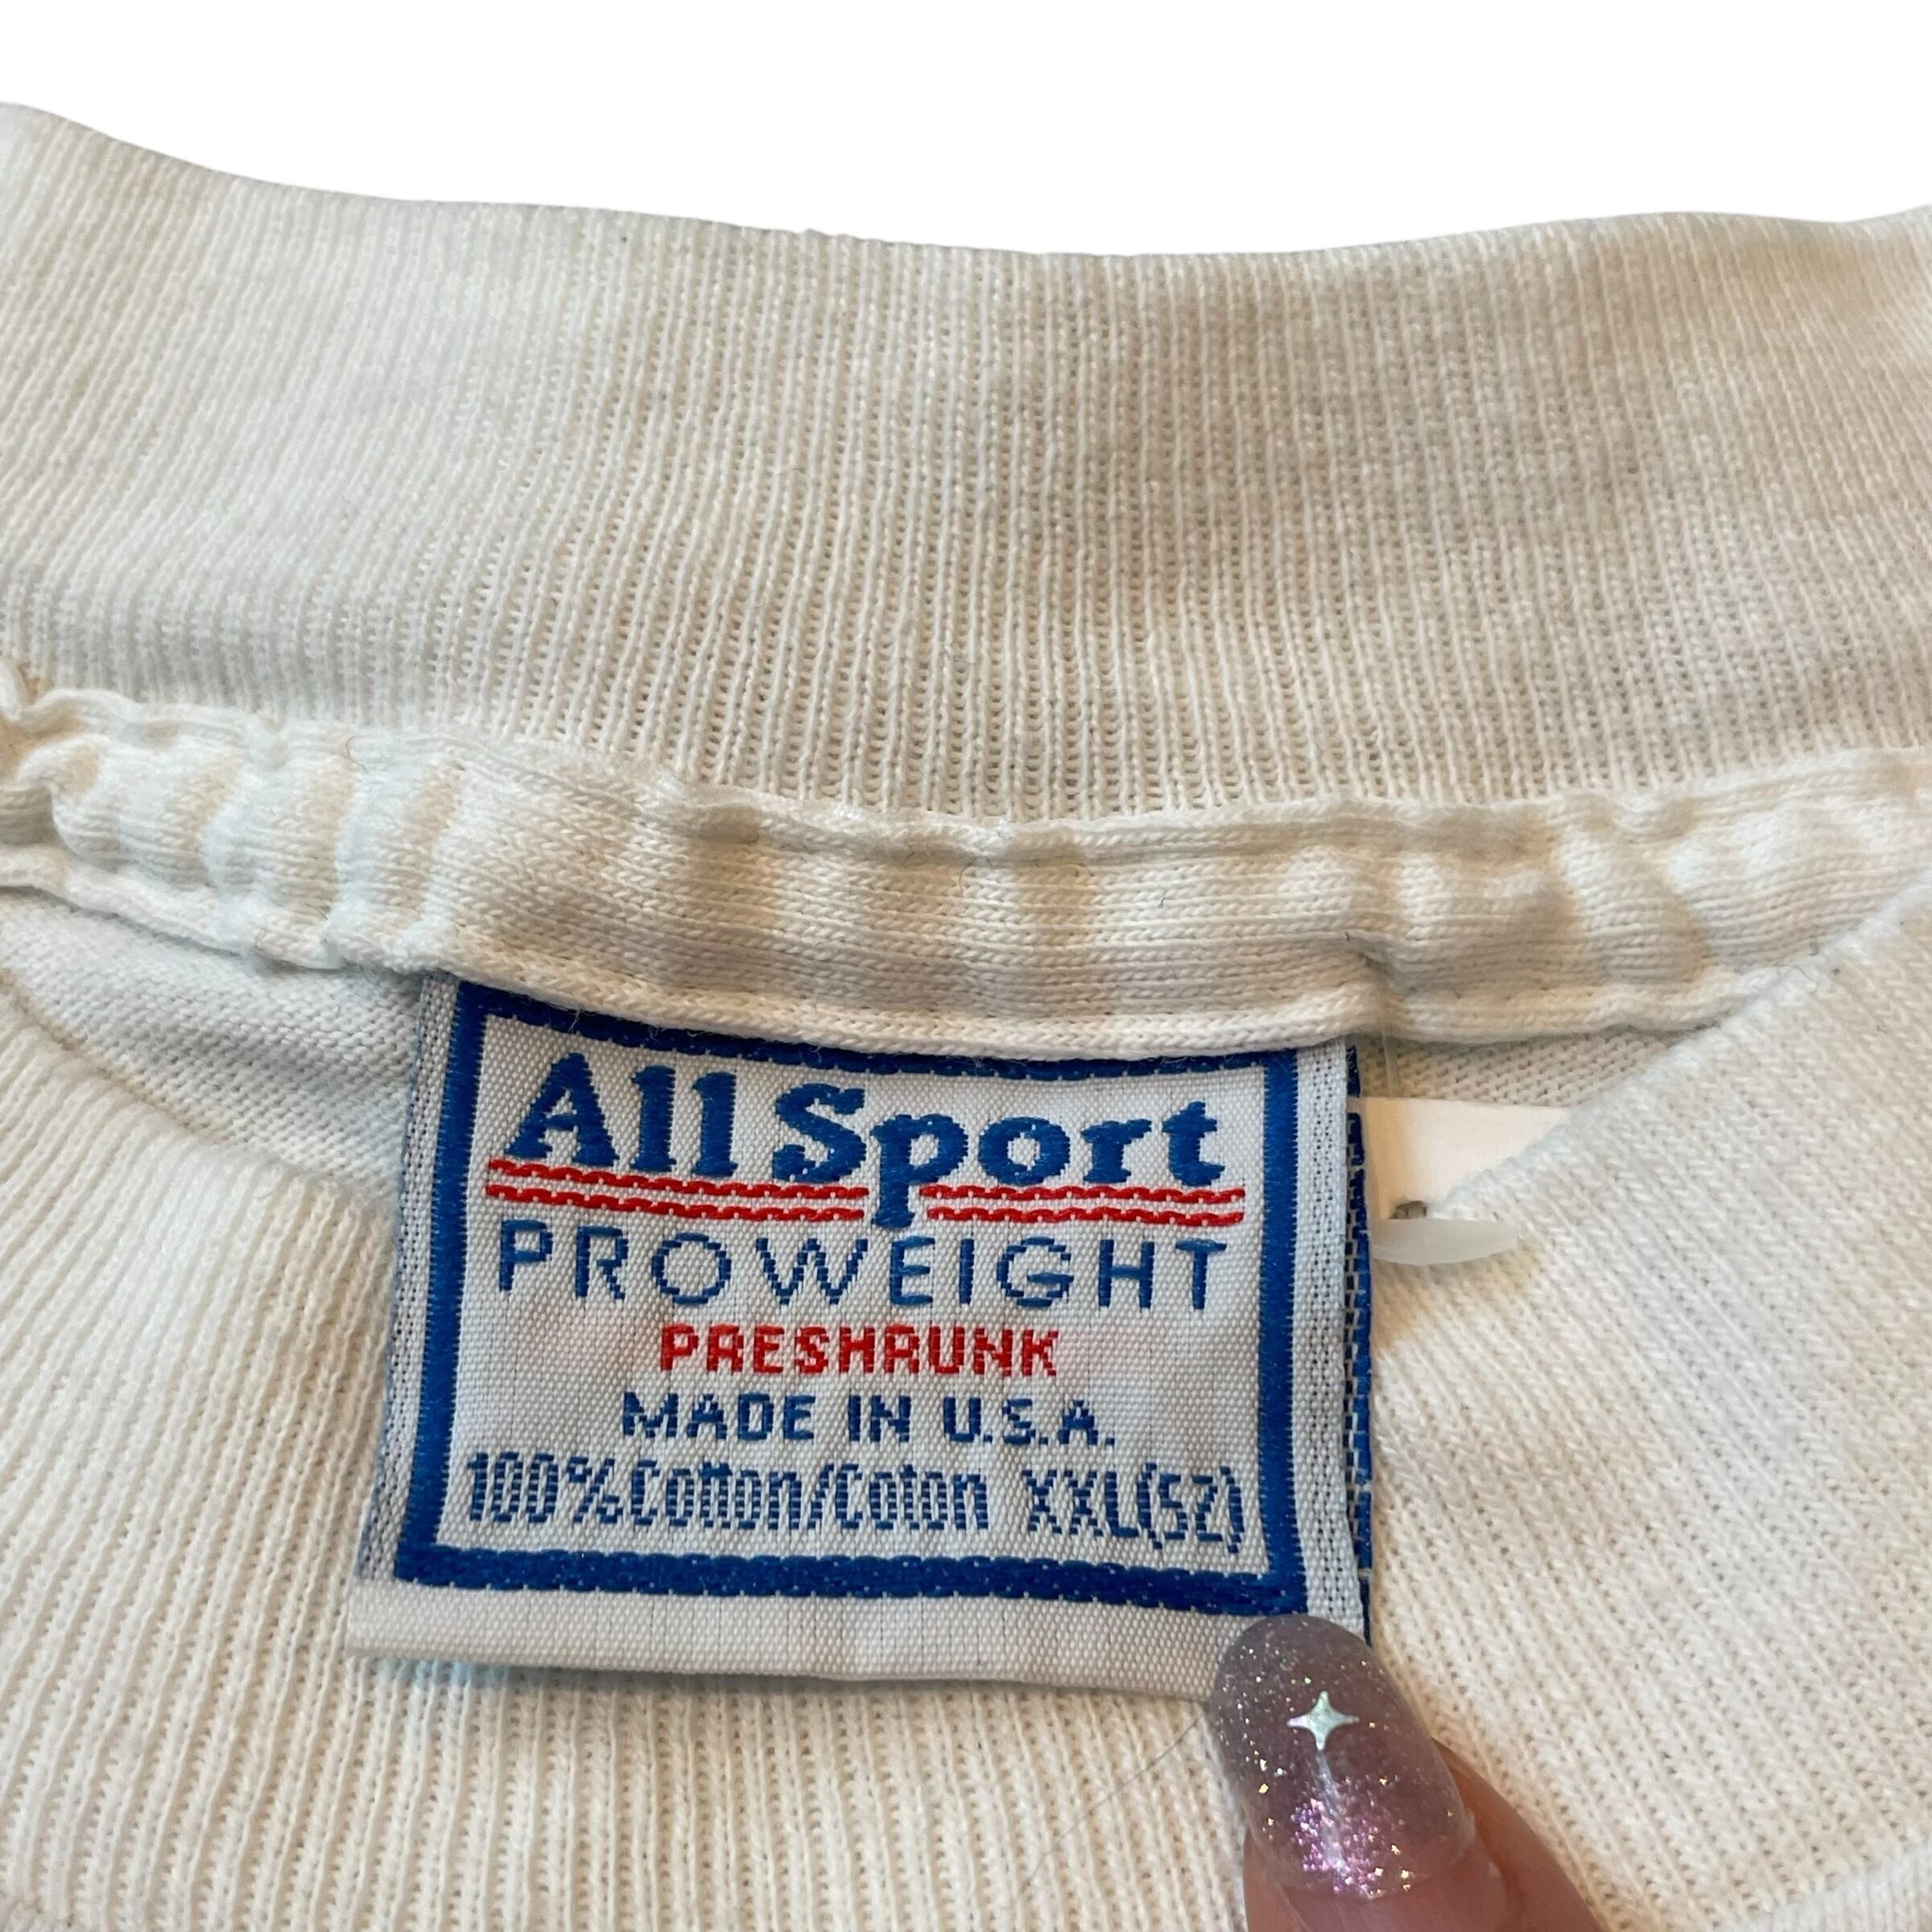 All Sport
PROWEIGHT
PRESHRUNK
MADE IN U.S.A.
100% Cotton/Coton XXL(52)